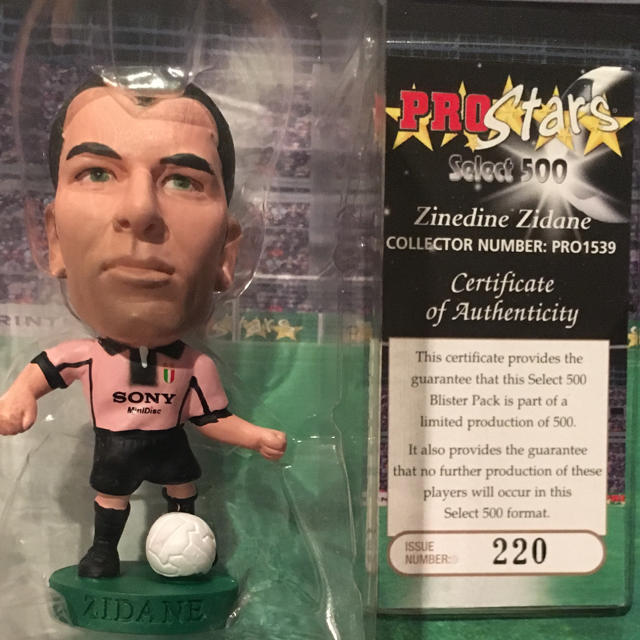 PROStars
Select 500
Zinedine Zidane
COLLECTOR NUMBER: PRO1539
Certificate
of Authenticity
This certificate provides the
guarantee that this Select 500
Blister Pack is part of a
limited production of 500.
It also provides the guarantee
that no further production of these
players will occur in this
Select 500 format.
ISSUE
NUMBER:
220
SONY
MiniDisc
ZIDANE